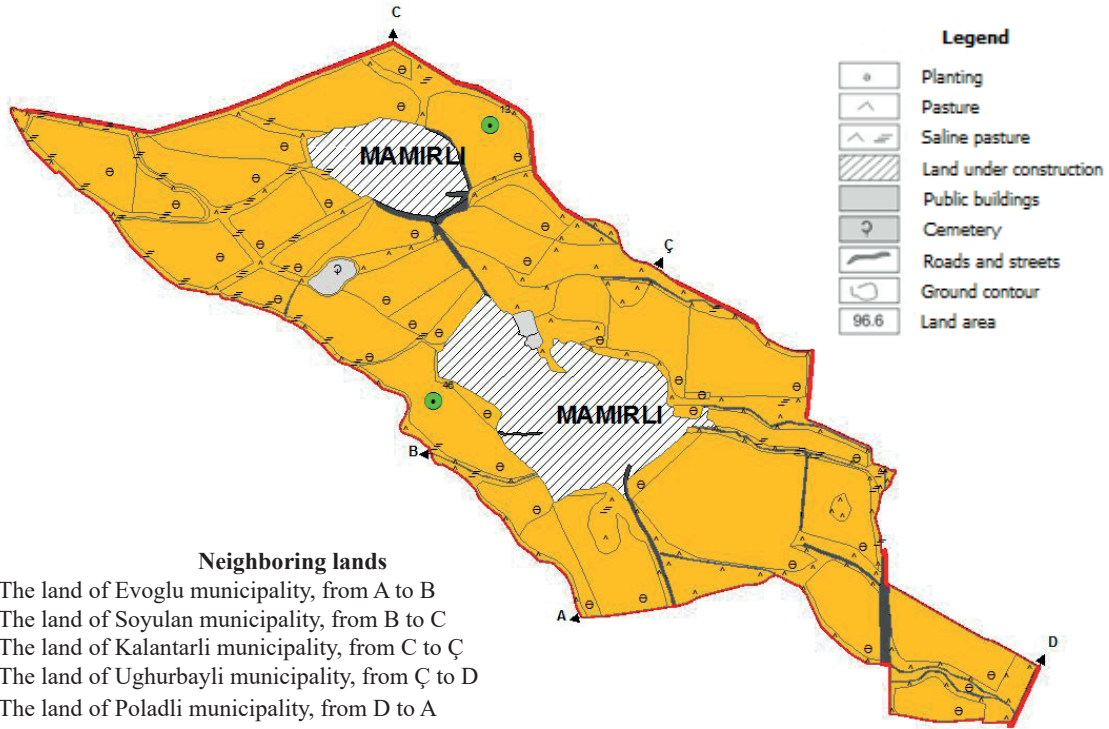 C
Legend
Planting
Pasture
Saline pasture
Land under construction
Public buildings
Cemetery
Roads and streets
Ground contour
96.6 Land area
13
MAMIRLI
Ç
46
MAMIRLI
B
A
D
Neighboring lands
The land of Evoglu municipality, from A to B
The land of Soyulan municipality, from B to C
The land of Kalantarli municipality, from C to Ç
The land of Ughurbayli municipality, from Ç to D
The land of Poladli municipality, from D to A